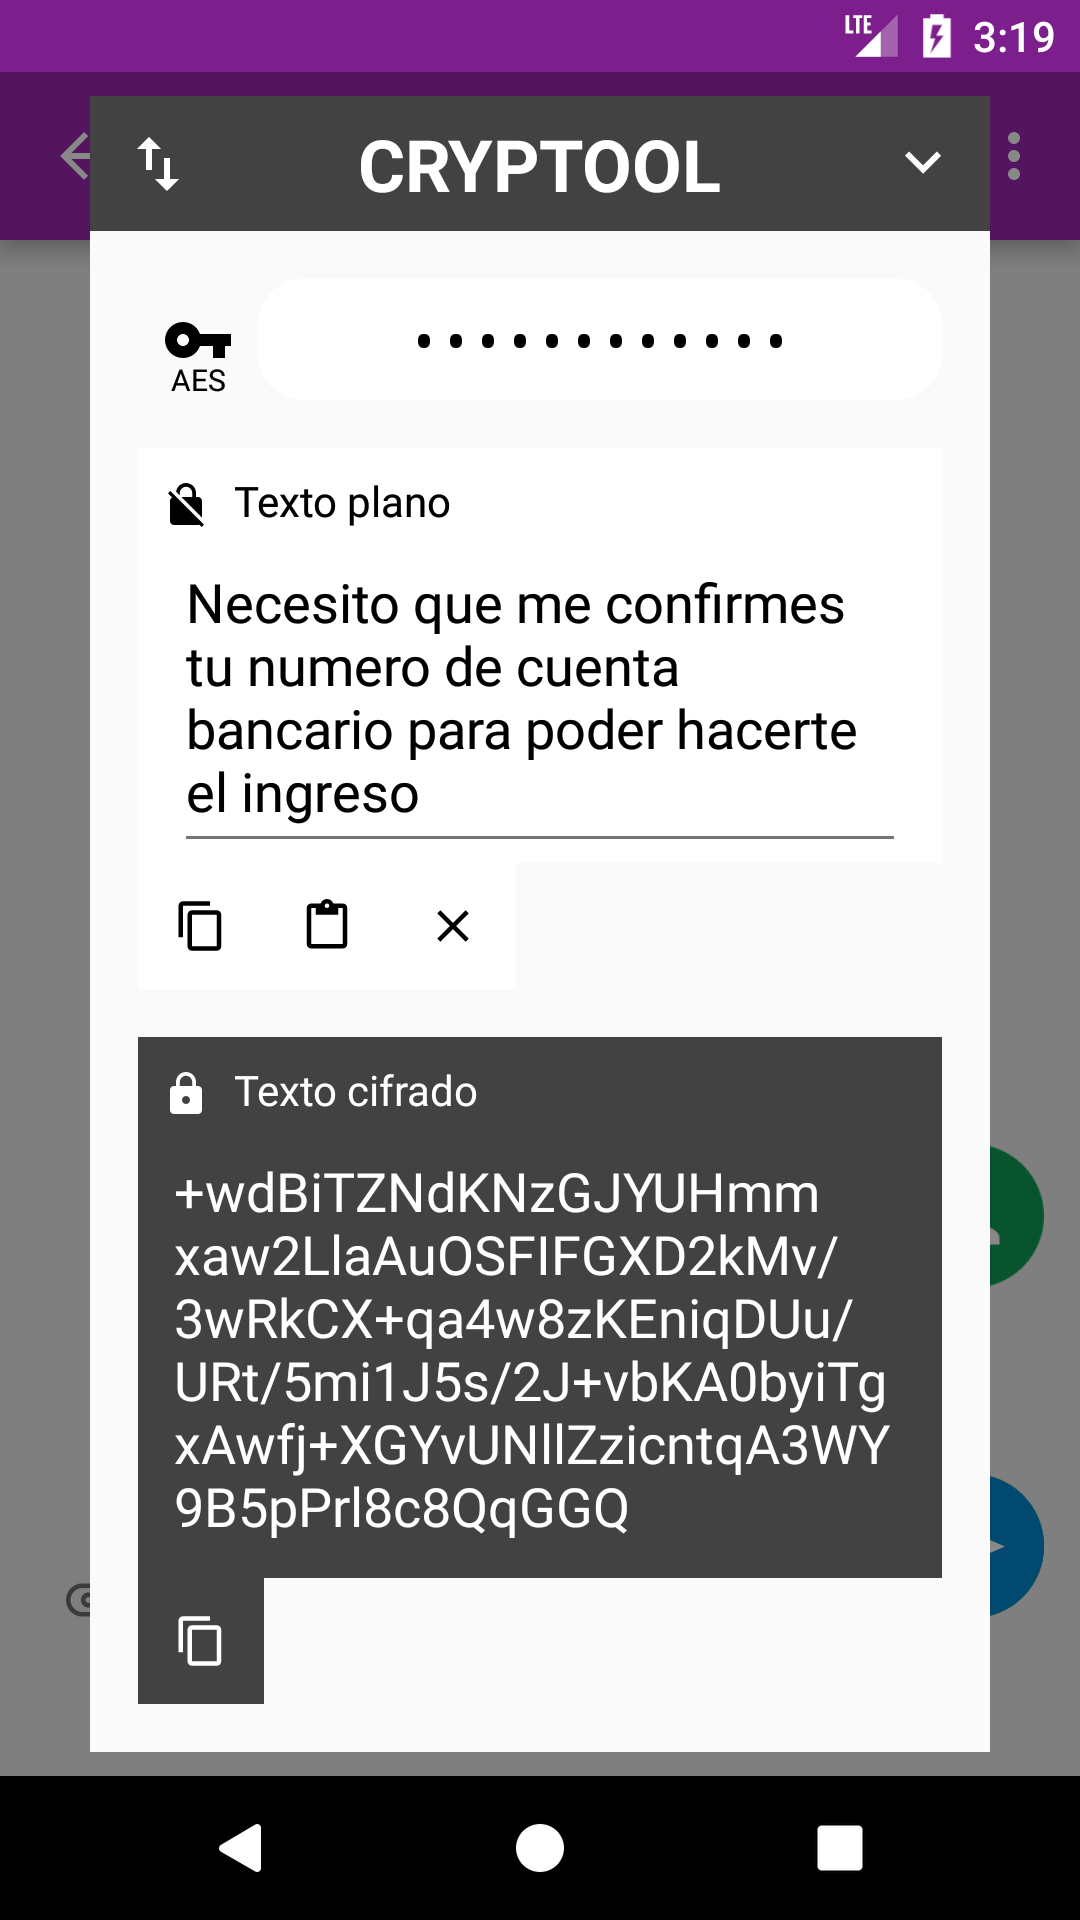 LTE 3:19
CRYPTOOL
AES
Texto plano
Necesito que me confirmes
tu numero de cuenta
bancario para poder hacerte
el ingreso
Texto cifrado
+wdBiTZNdKNzGJYUHmm
xaw2LlaAuOSFIFGXD2kMv/
3wRkCX+qa4w8zKEniqDUu/
URt/5mi1J5s/2J+vbKA0byiTg
xAwfj+XGYvUNllZzicntqA3WY
9B5pPrl8c8QqGGQ